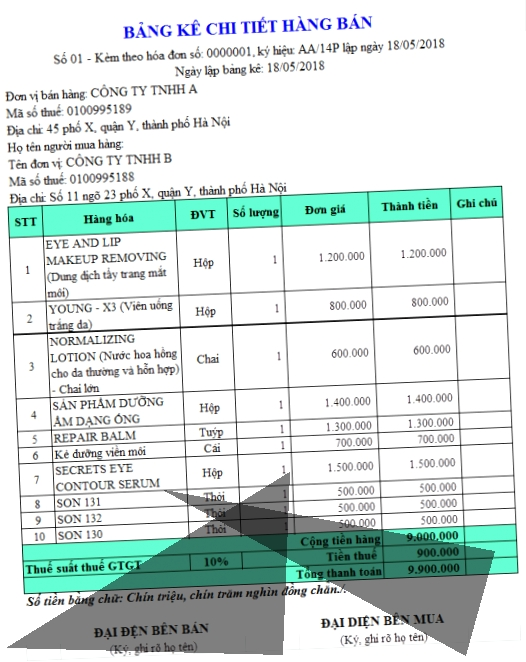 BẢNG KÊ CHI TIẾT HÀNG BÁN
Số 01 - Kèm theo hóa đơn số: 0000001, ký hiệu: AA/14P lập ngày 18/05/2018
Ngày lập bảng kê: 18/05/2018
Đơn vị bán hàng: CÔNG TY TNHH A
Mã số thuế: 0100995189
Địa chỉ: 45 phố X, quận Y, thành phố Hà Nội
Họ tên người mua hàng:
Tên đơn vị: CÔNG TY TNHH B
Mã số thuế: 0100995188
Địa chỉ: Số 11 ngõ 23 phố X, quận Y, thành phố Hà Nội
STT Hàng hóa ĐVT Số lượng Đơn giá Thành tiền Ghi chú
1 EYE AND LIP MAKEUP REMOVING (Dung dịch tẩy trang mắt môi) Hộp 1 1.200.000 1.200.000
2 YOUNG - X3 (Viên uống trắng da) Hộp 1 800.000 800.000
3 NORMALIZING LOTION (Nước hoa hồng cho da thường và hỗn hợp) - Chai lớn Chai 1 600.000 600.000
4 SẢN PHẨM DƯỠNG ẨM DẠNG ỐNG Hộp 1 1.400.000 1.400.000
5 REPAIR BALM Tuýp 1 1.300.000 1.300.000
6 Kẻ dưỡng viền môi Cái 1 700.000 700.000
7 SECRETS EYE CONTOUR SERUM Hộp 1 1.500.000 1.500.000
8 SON 131 Thỏi 1 500.000 500.000
9 SON 132 Thỏi 1 500.000 500.000
10 SON 130 Thỏi 1 500.000 500.000
Cộng tiền hàng 9.000.000
Thuế suất thuế GTGT 10% Tiền thuế 900.000
Tổng thanh toán 9.900.000
Số tiền bằng chữ: Chín triệu, chín trăm nghìn đồng chẵn./.
ĐẠI ĐỆN BÊN BÁN ĐẠI DIỆN BÊN MUA
(Ký, ghi rõ họ tên) (Ký, ghi rõ họ tên)